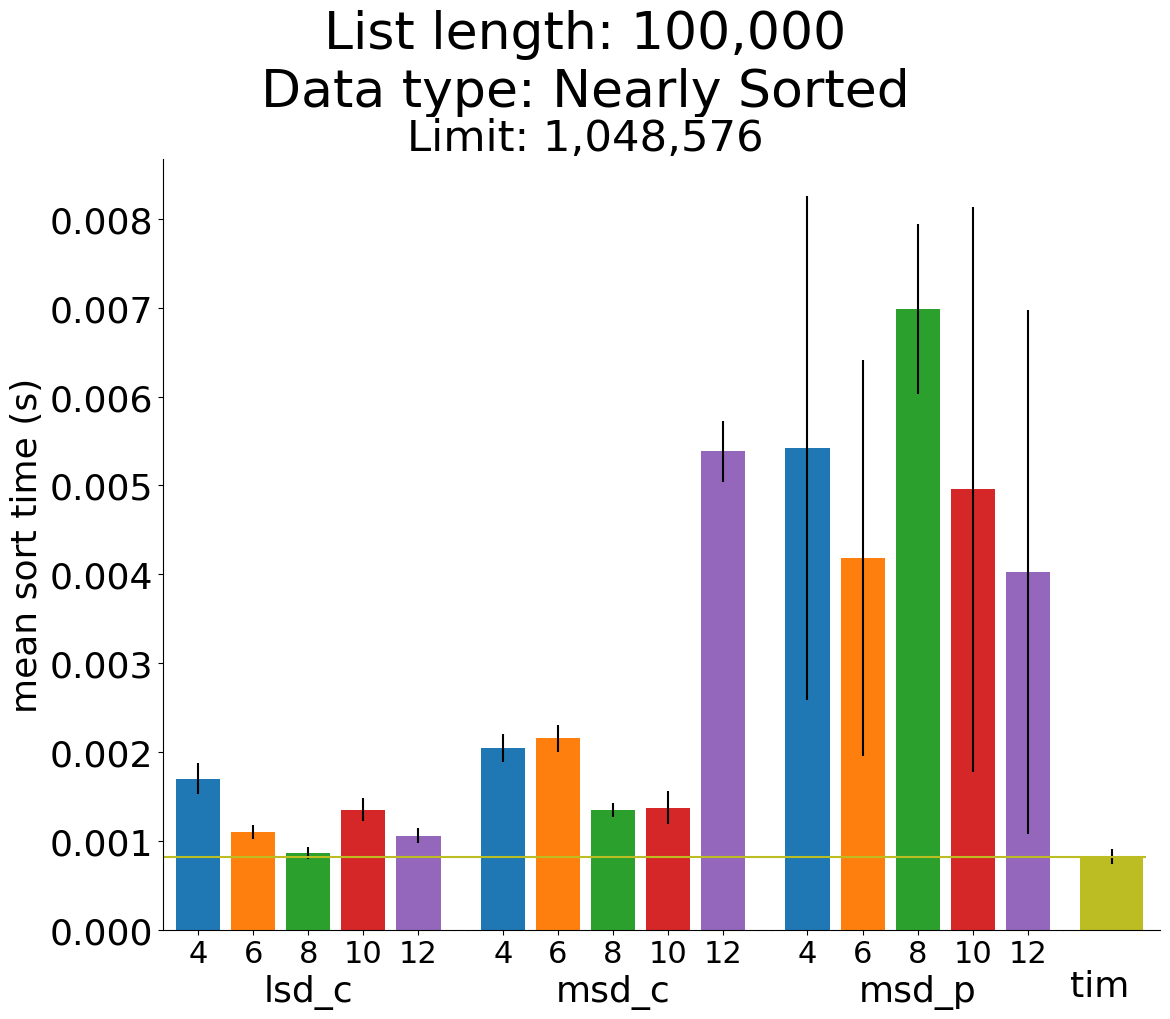 List length: 100,000
Data type: Nearly Sorted
Limit: 1,048,576
mean sort time (s)
0.008
0.007
0.006
0.005
0.004
0.003
0.002
0.001
0.000
4 6 8 10 12 4 6 8 10 12 4 6 8 10 12
lsd_c msd_c msd_p tim